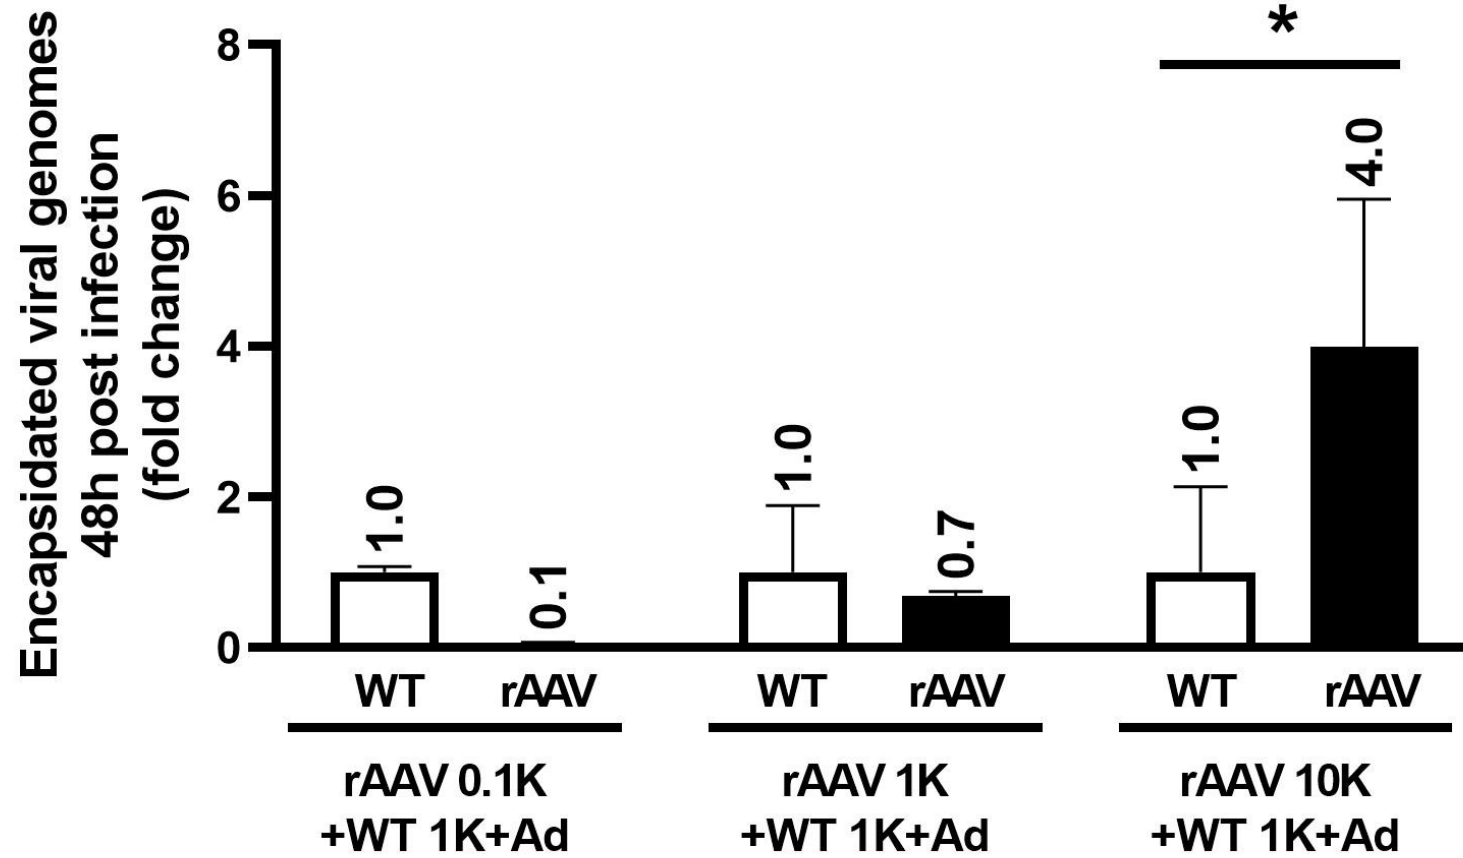 Encapsidated viral genomes
48h post infection
(fold change)
8
6
4
2
0
*
1.0
0.1
1.0
0.7
1.0
4.0
WT rAAV WT rAAV WT rAAV
rAAV 0.1K
+WT 1K+Ad
rAAV 1K
+WT 1K+Ad
rAAV 10K
+WT 1K+Ad